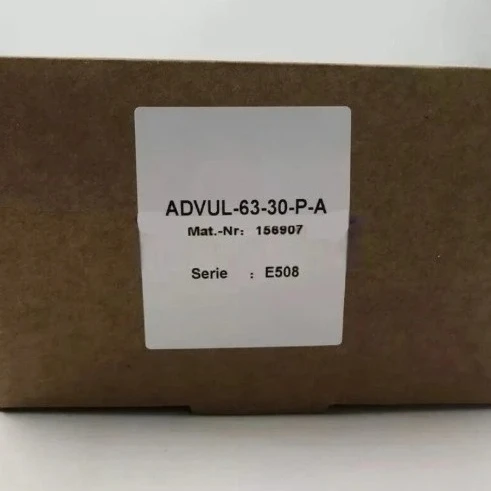 ADVUL-63-30-P-A
Mat.-Nr: 156907
Serie : E508